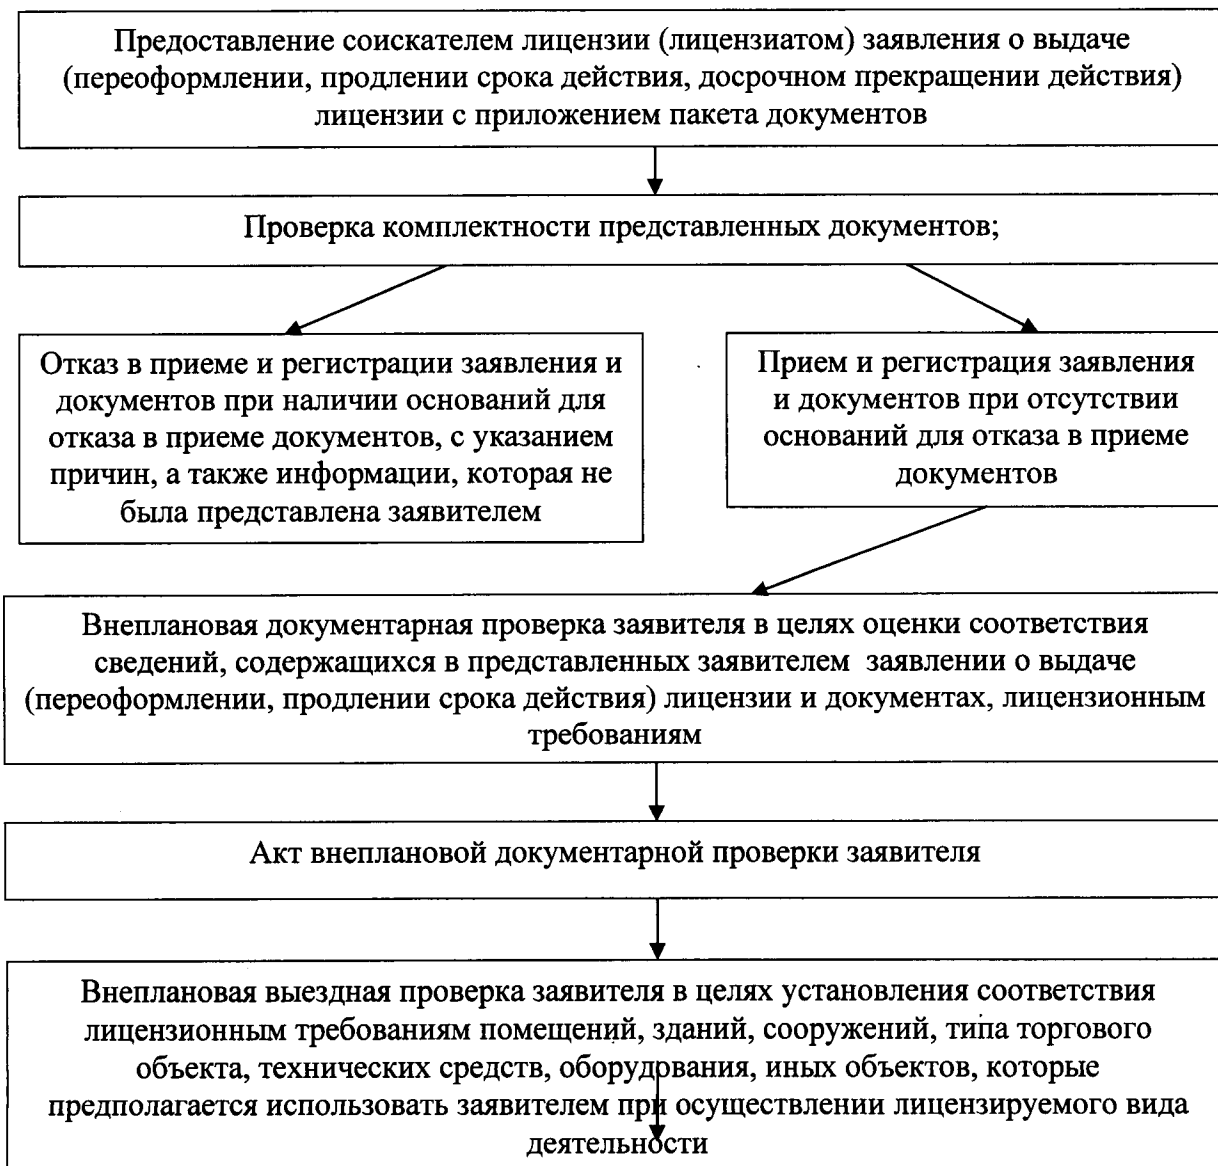 Предоставление соискателем лицензии (лицензиатом) заявления о выдаче
(переоформлении, продлении срока действия, досрочном прекращении действия)
лицензии с приложением пакета документов
Проверка комплектности представленных документов;
Отказ в приеме и регистрации заявления и
документов при наличии оснований для
отказа в приеме документов, с указанием
причин, а также информации, которая не
была представлена заявителем
Прием и регистрация заявления
и документов при отсутствии
оснований для отказа в приеме
документов
Внеплановая документарная проверка заявителя в целях оценки соответствия
сведений, содержащихся в представленных заявителем заявлении о выдаче
(переоформлении, продлении срока действия) лицензии и документах, лицензионным
требованиям
Акт внеплановой документарной проверки заявителя
Внеплановая выездная проверка заявителя в целях установления соответствия
лицензионным требованиям помещений, зданий, сооружений, типа торгового
объекта, технических средств, оборудования, иных объектов, которые
предполагается использовать заявителем при осуществлении лицензируемого вида
деятельности